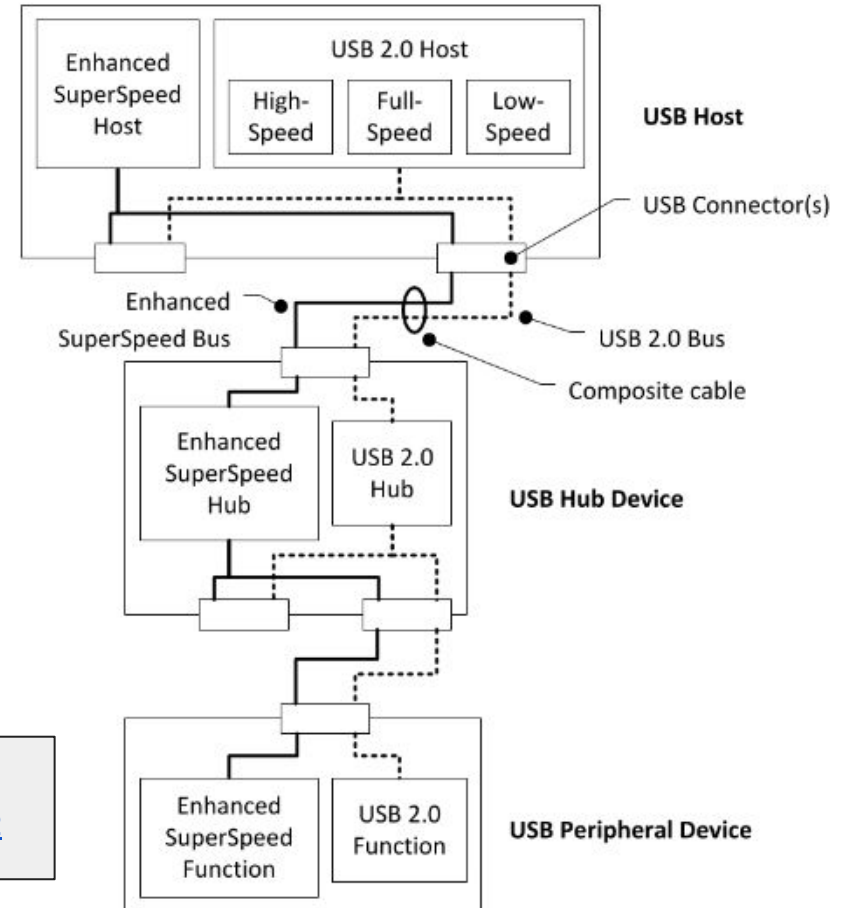 Enhanced
SuperSpeed
Host
USB 2.0 Host
High-
Speed
Full-
Speed
Low-
Speed
USB Host
USB Connector(s)
Enhanced
SuperSpeed Bus
USB 2.0 Bus
Composite cable
Enhanced
SuperSpeed
Hub
USB 2.0
Hub
USB Hub Device
Enhanced
SuperSpeed
Function
USB 2.0
Function
USB Peripheral Device